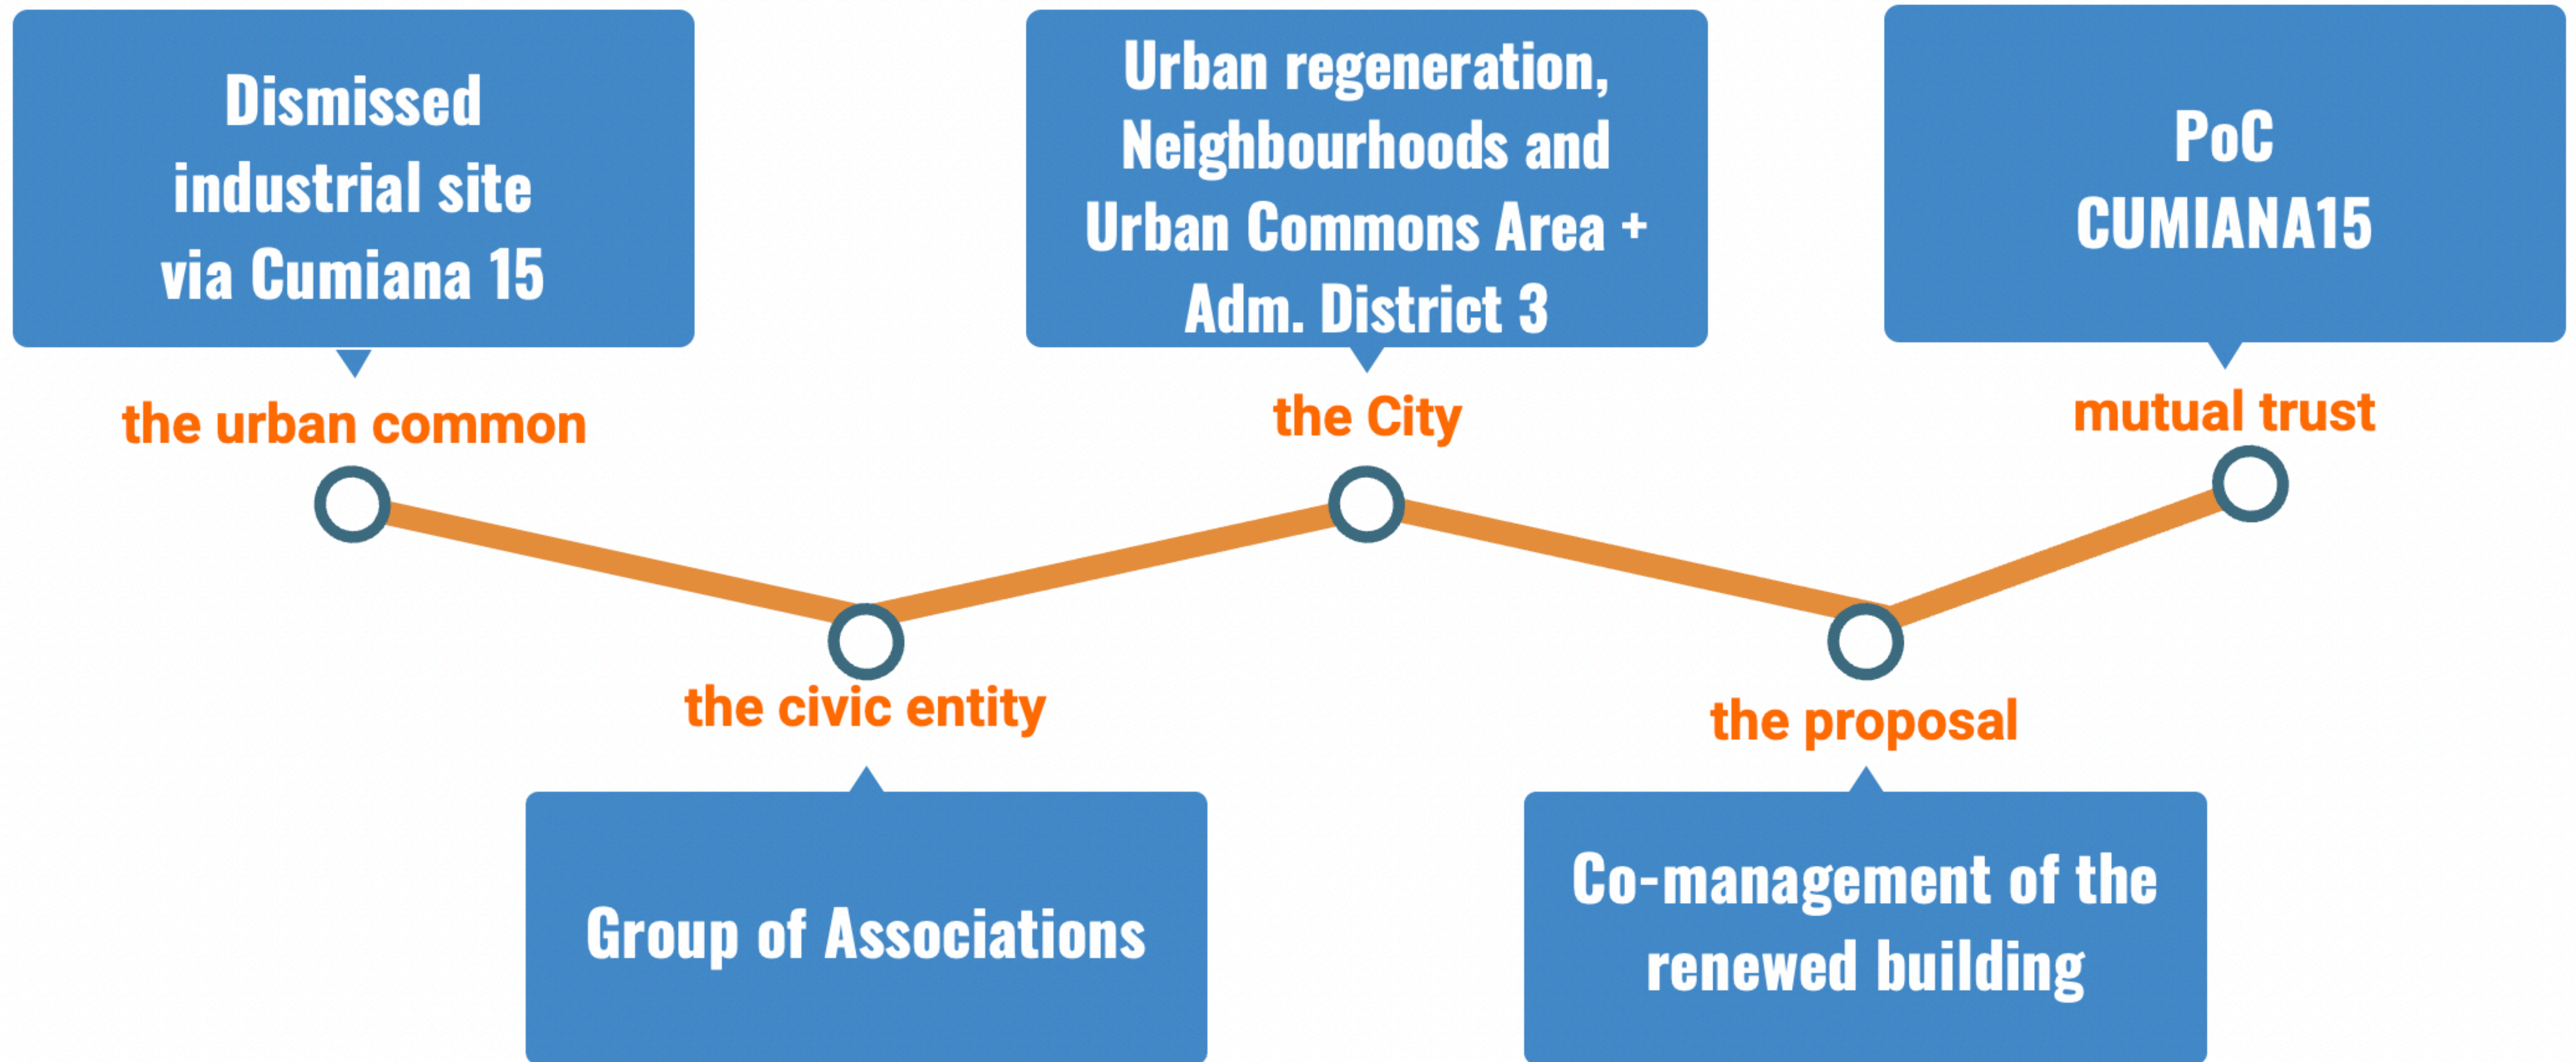 Dismissed
industrial site
via Cumiana 15
the urban common
the civic entity
Group of Associations
Urban regeneration,
Neighbourhoods and
Urban Commons Area +
Adm. District 3
the City
the proposal
Co-management of the
renewed building
PoC
CUMIANA15
mutual trust